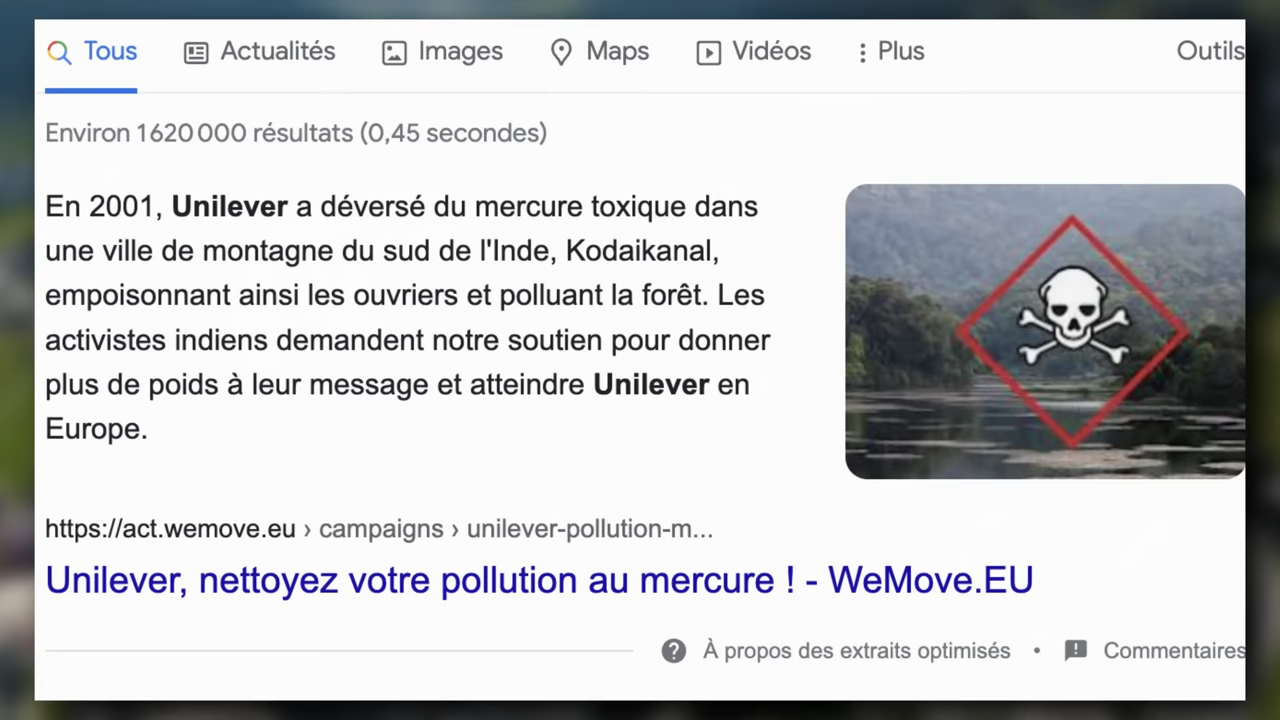 Tous Actualités Images Maps Vidéos Plus Outils
Environ 1 620 000 résultats (0,45 secondes)
En 2001, Unilever a déversé du mercure toxique dans
une ville de montagne du sud de l'Inde, Kodaikanal,
empoisonnant ainsi les ouvriers et polluant la forêt. Les
activistes indiens demandent notre soutien pour donner
plus de poids à leur message et atteindre Unilever en
Europe.
https://act.wemove.eu › campaigns › unilever-pollution-m...
Unilever, nettoyez votre pollution au mercure ! - WeMove.EU
À propos des extraits optimisés • Commentaires